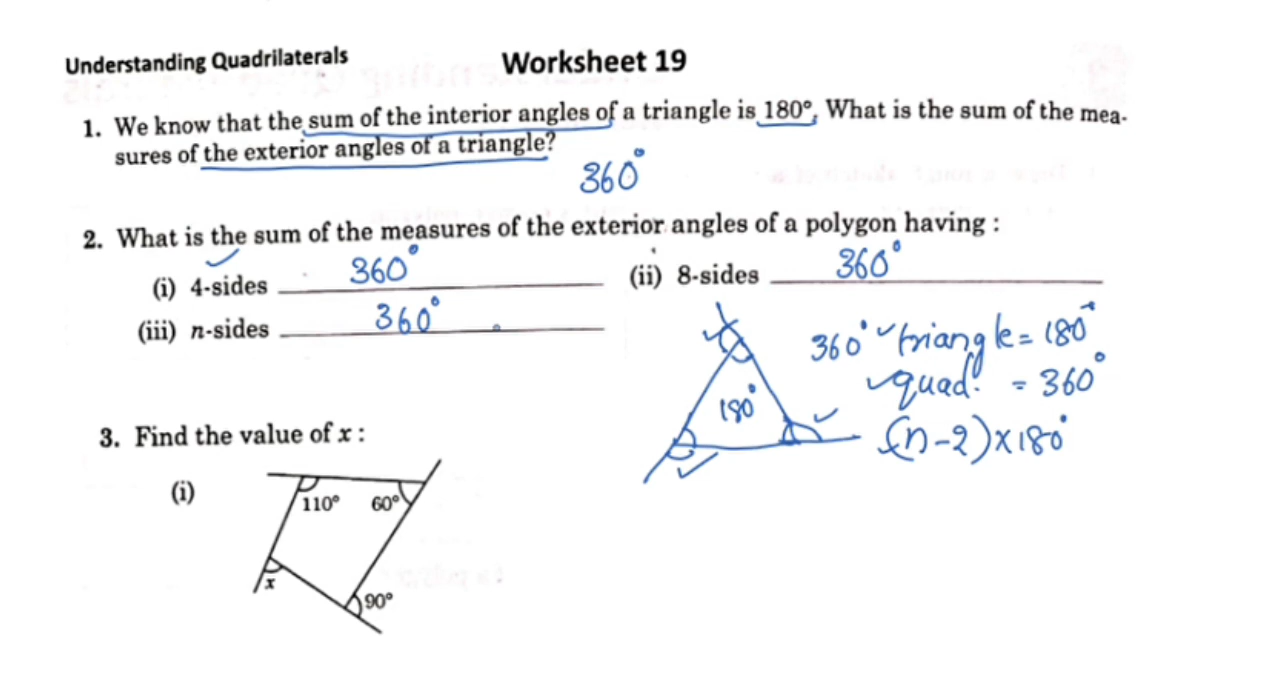 Understanding Quadrilaterals
Worksheet 19
1. We know that the sum of the interior angles of a triangle is 180°. What is the sum of the mea-
sures of the exterior angles of a triangle?
360°
2. What is the sum of the measures of the exterior angles of a polygon having :
(i) 4-sides 360° (ii) 8-sides 360°
(iii) n-sides 360°
360° triangle = 180°
quad. = 360°
180°
(n-2)×180°
3. Find the value of x :
(i)
110° 60°
x
90°